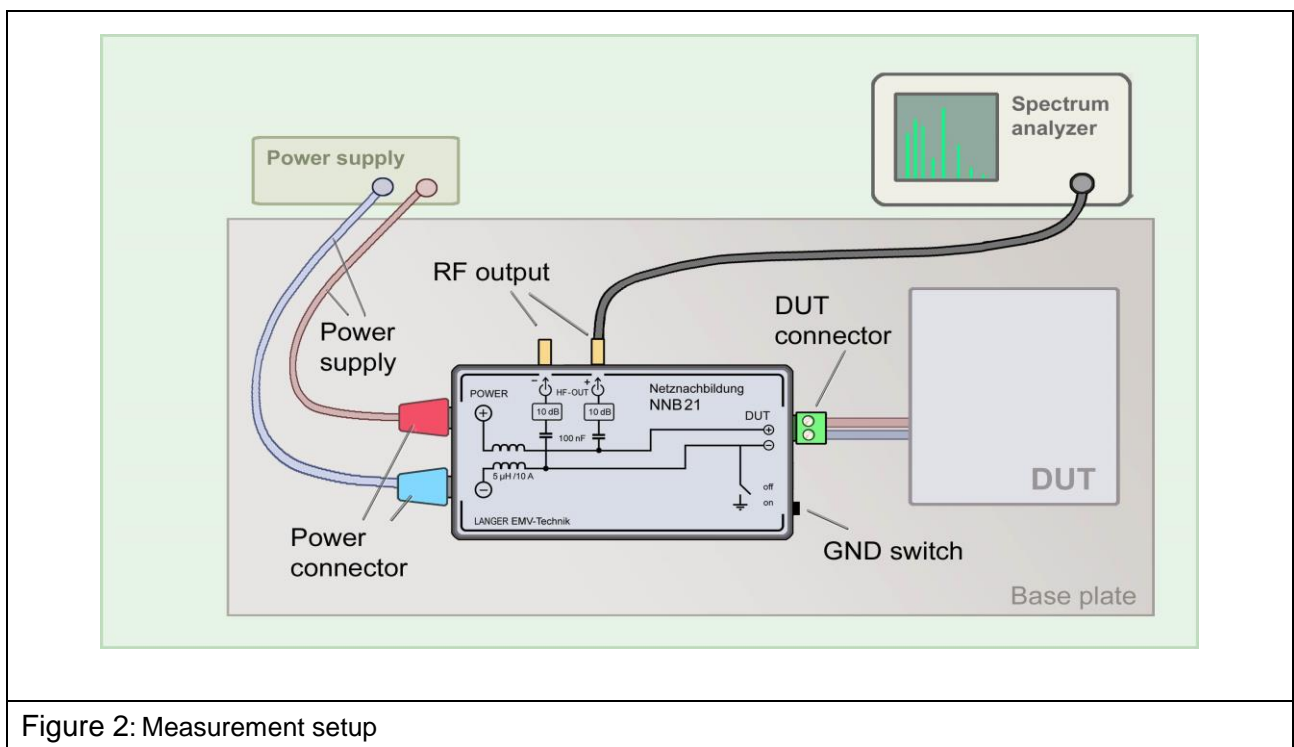 Spectrum
analyzer
Power supply
RF output
DUT
connector
Power
supply
POWER
- HF-OUT +
Netznachbildung
NNB 21
10 dB 10 dB
DUT
+
100 nF
+
-
5 µH /10 A
-
off
on
DUT
LANGER EMV-Technik
GND switch
Power
connector
Base plate
Figure 2: Measurement setup